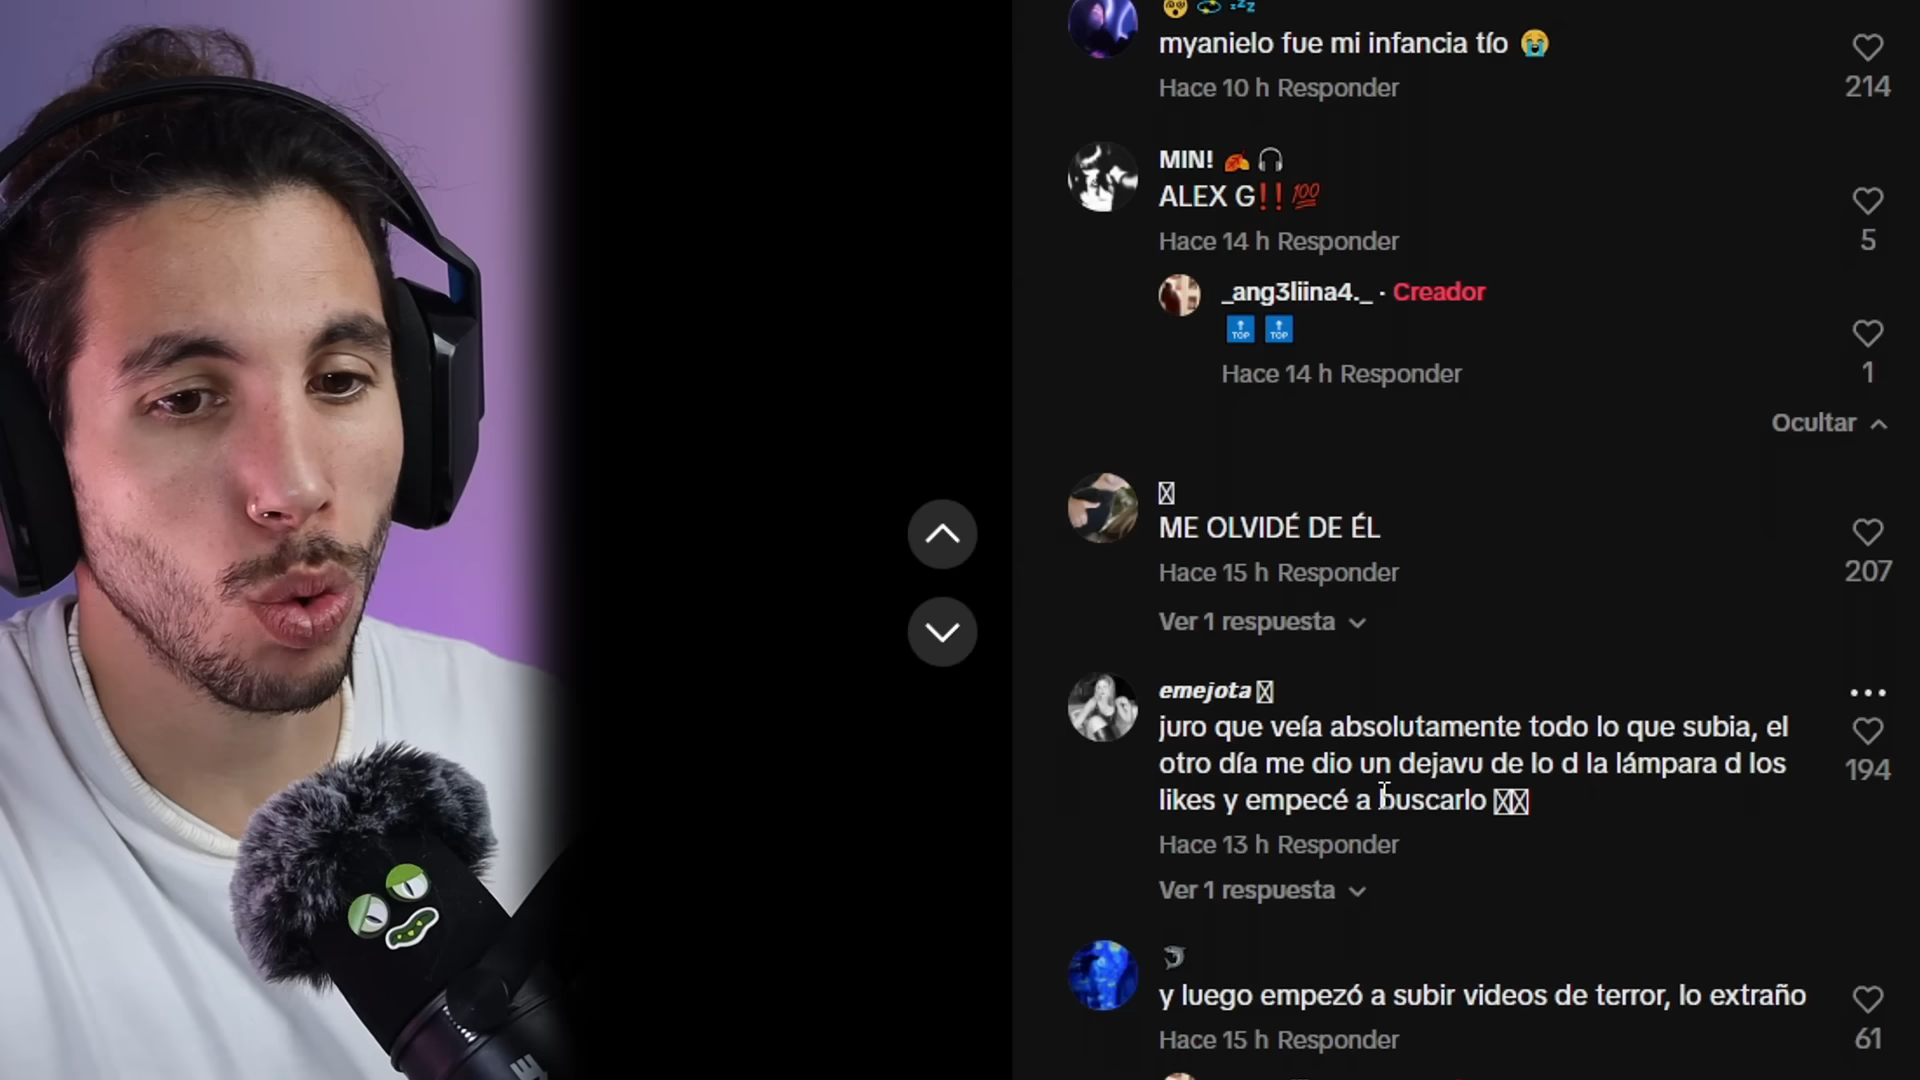 myanielo fue mi infancia tío 😭
214
Hace 10 h Responder
MIN! 🍂 🎧
ALEX G‼️💯
Hace 14 h Responder
5
_ang3liina4._ · Creador
🔝 🔝
Hace 14 h Responder
1
Ocultar
ME OLVIDÉ DE ÉL
Hace 15 h Responder
207
Ver 1 respuesta
emejota
juro que veía absolutamente todo lo que subia, el
otro día me dio un dejavu de lo d la lámpara d los
likes y empecé a buscarlo
194
Hace 13 h Responder
Ver 1 respuesta
y luego empezó a subir videos de terror, lo extraño
Hace 15 h Responder
61